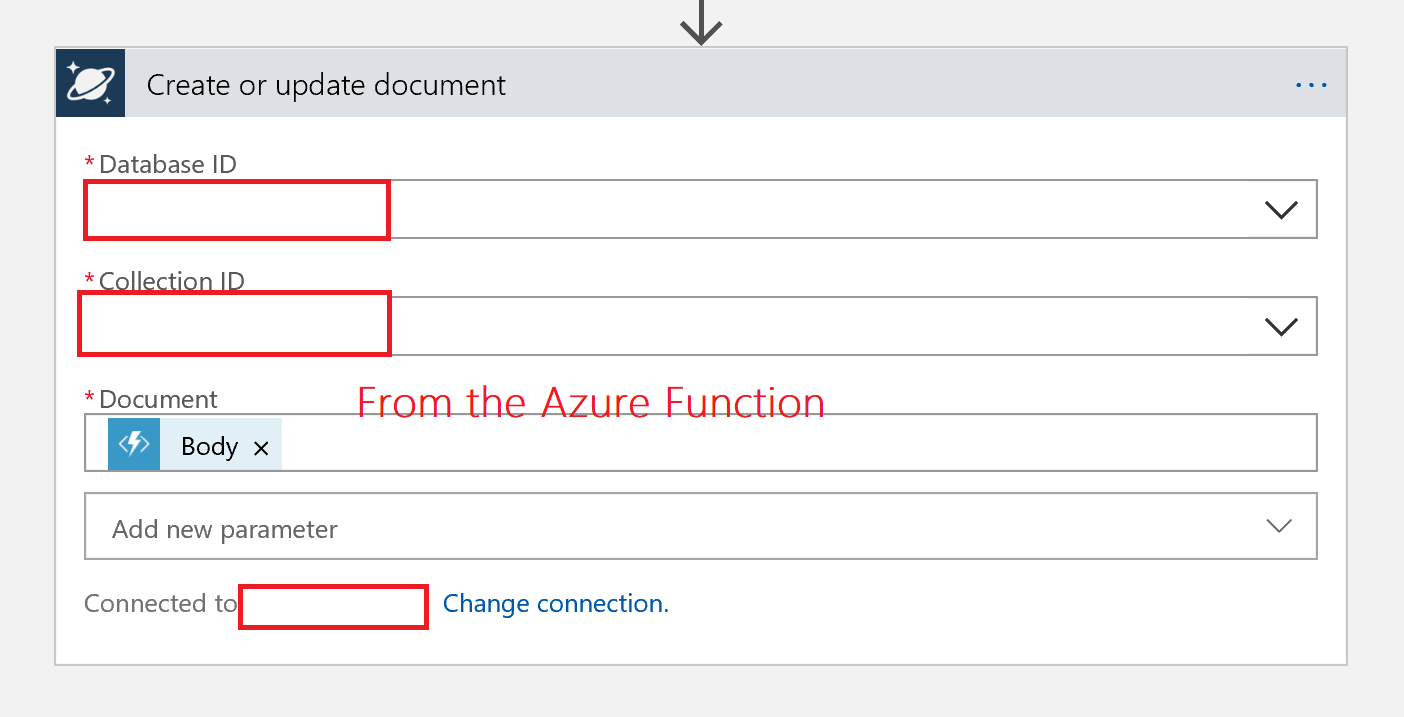 Create or update document
* Database ID
* Collection ID
* Document
From the Azure Function
Body ×
Add new parameter
Connected to
Change connection.